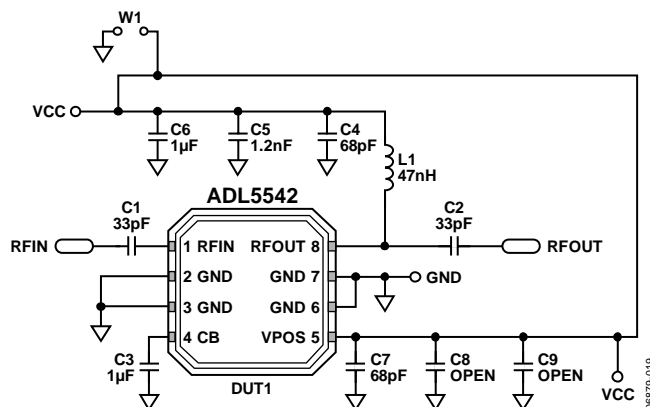 W1
VCC
C6
1µF
C5
1.2nF
C4
68pF
L1
47nH
ADL5542
C1
33pF
C2
33pF
RFIN
1 RFIN
RFOUT 8
RFOUT
2 GND
GND 7
GND
3 GND
GND 6
4 CB
VPOS 5
C3
1µF
C7
68pF
C8
OPEN
C9
OPEN
VCC
DUT1
06879-019